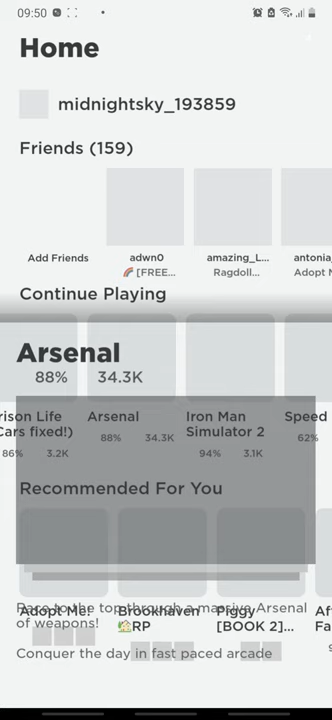 09:50
Home
midnightsky_193859
Friends (159)
Add Friends
adwn0
amazing_L...
antonia_
🌈 [FREE...
Ragdoll...
Adopt M
Continue Playing
Arsenal
88% 34.3K
rison Life
Cars fixed!)
86% 3.2K
Arsenal
88% 34.3K
Iron Man
Simulator 2
94% 3.1K
Speed
62%
Recommended For You
Adopt Me!
Brookhaven
🏡RP
Piggy
[BOOK 2]...
Af
Fa
Race to the top through a massive Arsenal
of weapons!
Conquer the day in fast paced arcade